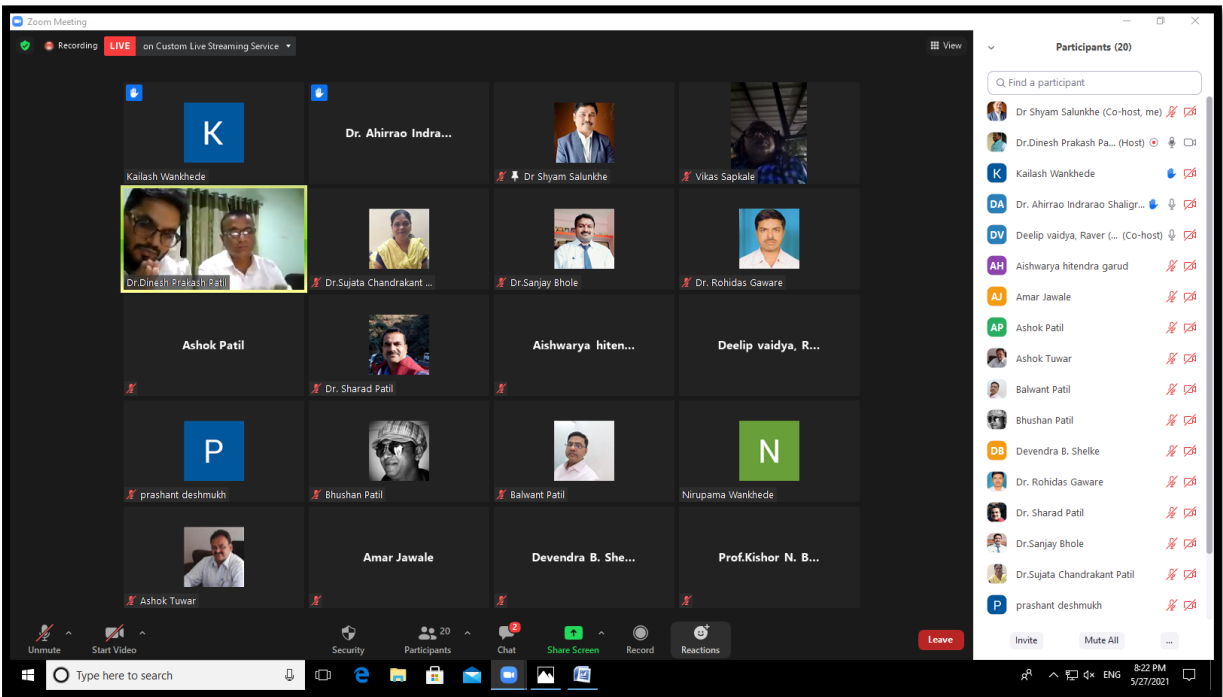 Zoom Meeting
Recording LIVE on Custom Live Streaming Service
View
K
Kailash Wankhede
Dr. Ahirrao Indra...
Dr Shyam Salunkhe
Vikas Sapkale
Dr.Dinesh Prakash Patil
Dr.Sujata Chandrakant ...
Dr.Sanjay Bhole
Dr. Rohidas Gaware
Ashok Patil
Dr. Sharad Patil
Aishwarya hiten...
Deelip vaidya, R...
P
prashant deshmukh
Bhushan Patil
Balwant Patil
N
Nirupama Wankhede
Ashok Tuwar
Amar Jawale
Devendra B. She...
Prof.Kishor N. B...
Unmute
Start Video
Security
20
Participants
2
Chat
Share Screen
Record
Reactions
Leave
Participants (20)
Find a participant
Dr Shyam Salunkhe (Co-host, me)
Dr.Dinesh Prakash Pa... (Host)
K Kailash Wankhede
DA Dr. Ahirrao Indrarao Shaligr...
DV Deelip vaidya, Raver (... (Co-host)
AH Aishwarya hitendra garud
AJ Amar Jawale
AP Ashok Patil
Ashok Tuwar
Balwant Patil
Bhushan Patil
DB Devendra B. Shelke
Dr. Rohidas Gaware
Dr. Sharad Patil
Dr.Sanjay Bhole
Dr.Sujata Chandrakant Patil
P prashant deshmukh
Invite Mute All ...
Type here to search
ENG
8:22 PM
5/27/2021